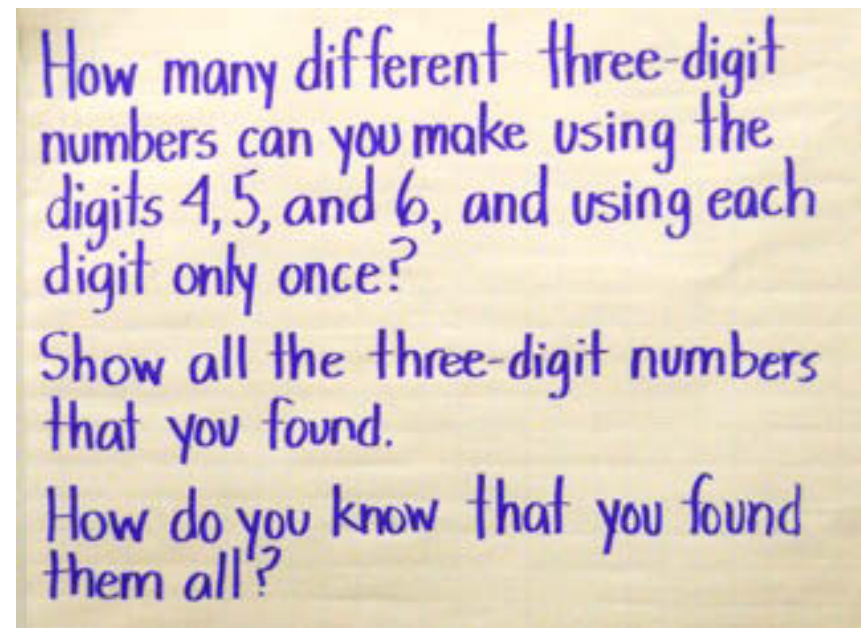 How many different three-digit
numbers can you make using the
digits 4, 5, and 6, and using each
digit only once?
Show all the three-digit numbers
that you found.
How do you know that you found
them all?